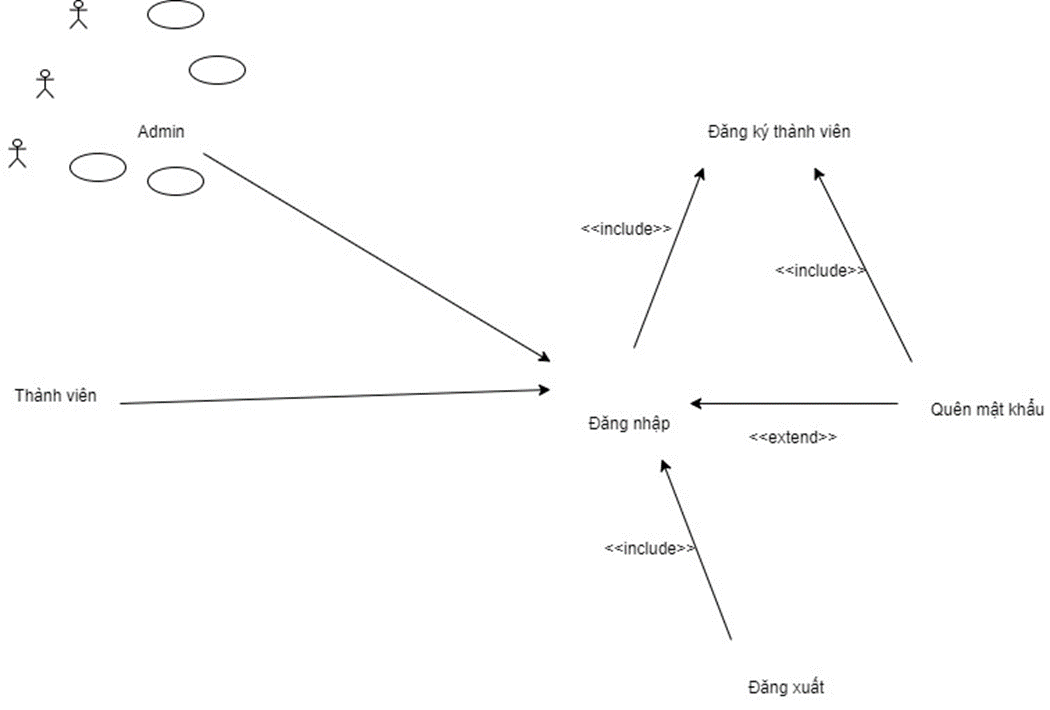 Admin
Đăng ký thành viên
<<include>>
<<include>>
Thành viên
Đăng nhập
Quên mật khẩu
<<extend>>
<<include>>
Đăng xuất